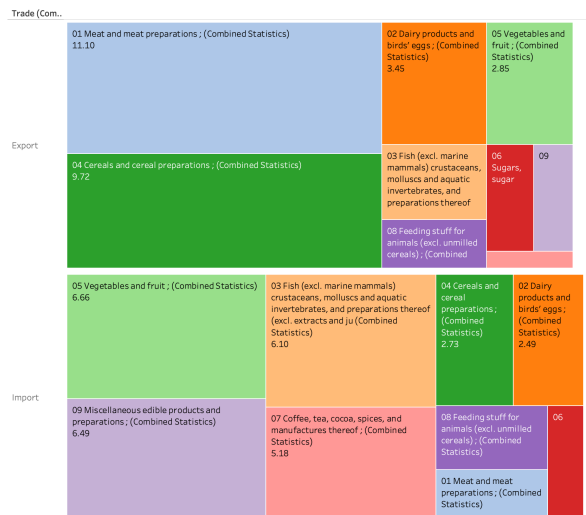 Trade (Com..
Export
01 Meat and meat preparations ; (Combined Statistics)
11.10
04 Cereals and cereal preparations ; (Combined Statistics)
9.72
02 Dairy products and
birds' eggs ; (Combined
Statistics)
3.45
05 Vegetables and
fruit ; (Combined
Statistics)
2.85
03 Fish (excl. marine
mammals) crustaceans,
molluscs and aquatic
invertebrates, and
preparations thereof
08 Feeding stuff for
animals (excl. unmilled
cereals) ; (Combined
06
Sugars,
sugar
09
Import
05 Vegetables and fruit ; (Combined Statistics)
6.66
09 Miscellaneous edible products and
preparations ; (Combined Statistics)
6.49
03 Fish (excl. marine mammals)
crustaceans, molluscs and aquatic
invertebrates, and preparations thereof
(excl. extracts and ju (Combined
Statistics)
6.10
07 Coffee, tea, cocoa, spices, and
manufactures thereof ; (Combined
Statistics)
5.18
04 Cereals and
cereal
preparations ;
(Combined
Statistics)
2.73
02 Dairy
products and
birds' eggs ;
(Combined
Statistics)
2.49
08 Feeding stuff for
animals (excl. unmilled
cereals) ; (Combined
Statistics)
01 Meat and meat
preparations ; (Combined
Statistics)
06